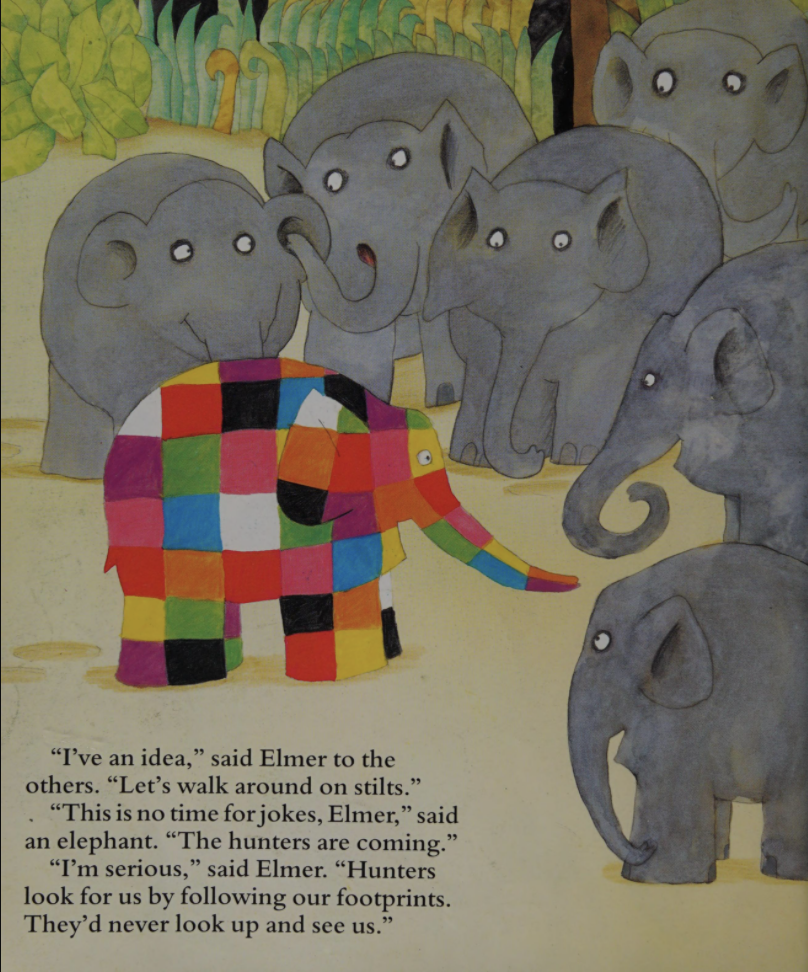 “I’ve an idea,” said Elmer to the
others. “Let’s walk around on stilts.”
“This is no time for jokes, Elmer,” said
an elephant. “The hunters are coming.”
“I’m serious,” said Elmer. “Hunters
look for us by following our footprints.
They’d never look up and see us.”